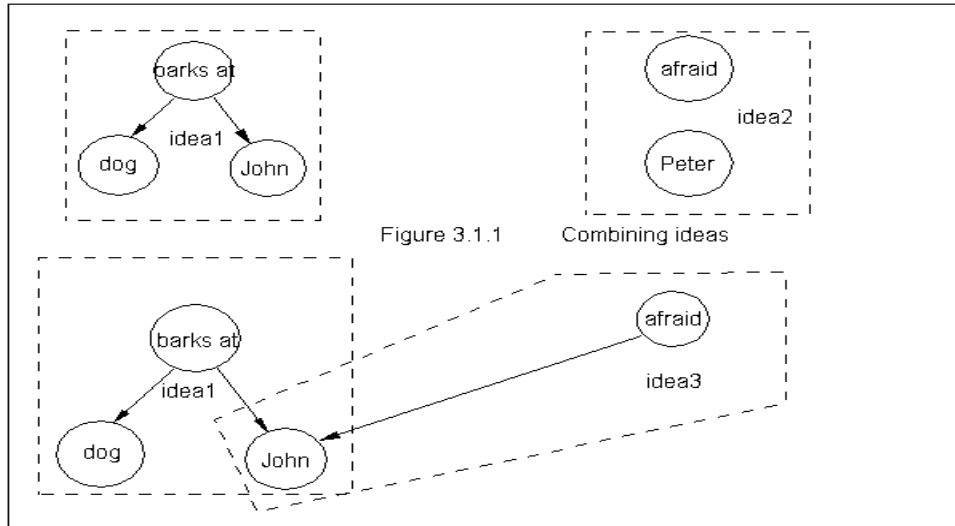 barks at
afraid
idea2
idea1
dog
John
Peter
Figure 3.1.1 Combining ideas
afraid
barks at
idea3
idea1
dog
John